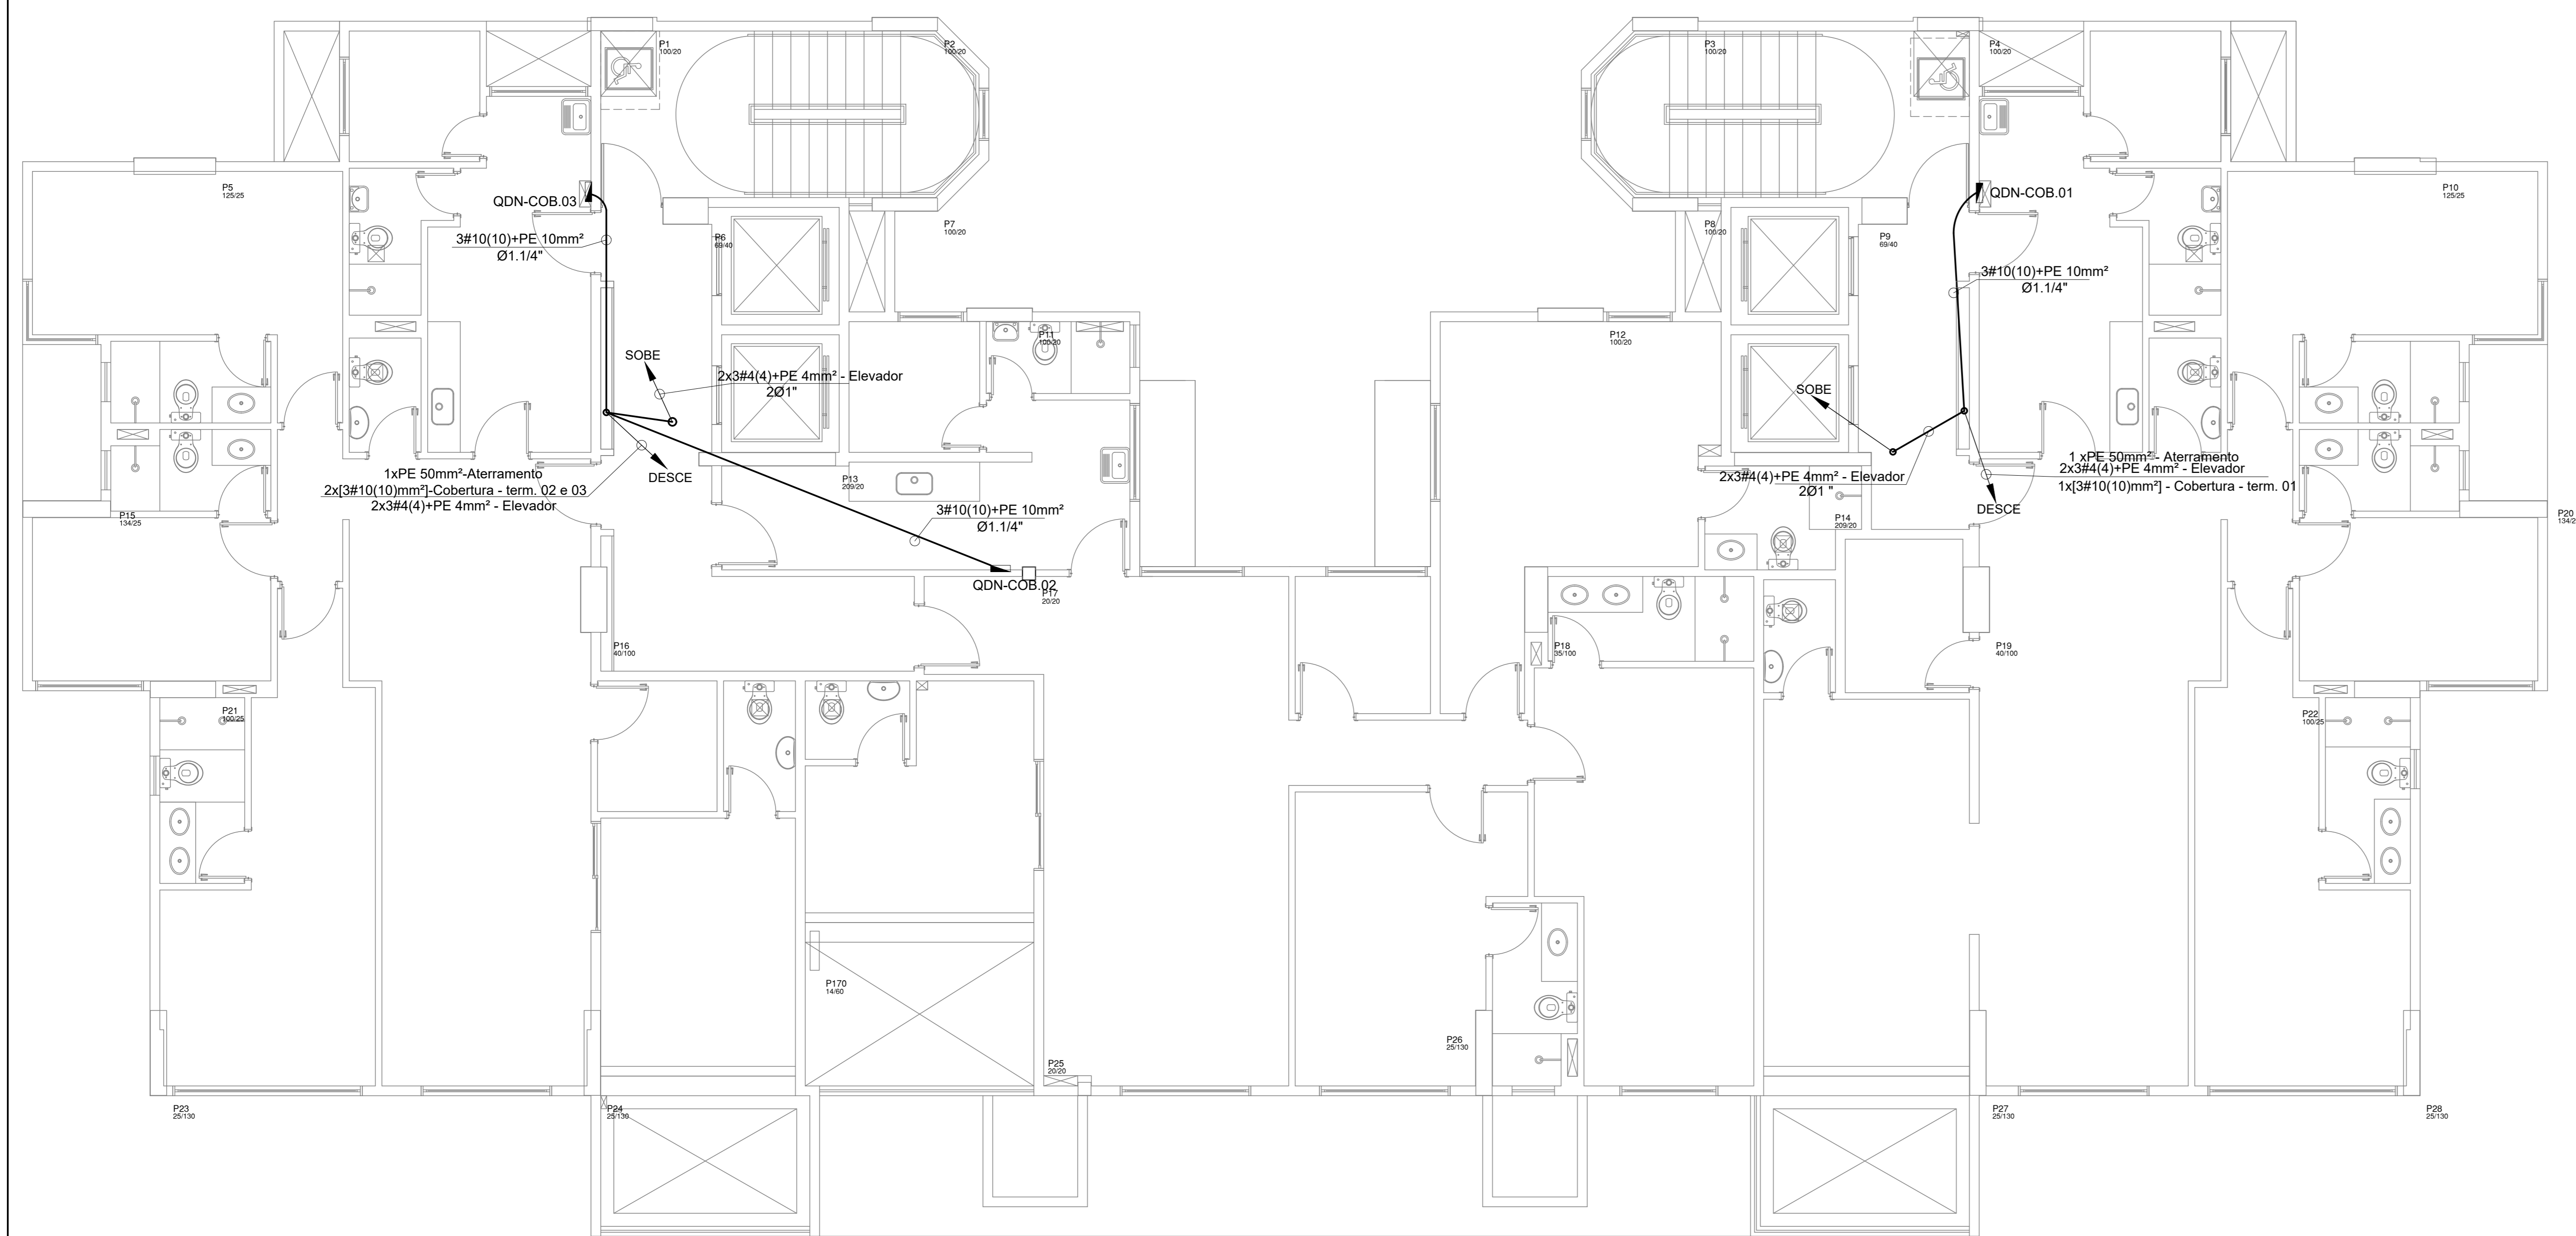 P1
100/20
P2
100/20
P3
100/20
P4
100/20
P5
125/25
QDN-COB.03
QDN-COB.01
P10
125/25
P7
100/20
P8
100/20
P6
69/40
P9
69/40
3#10(10)+PE 10mm²
Ø1.1/4"
3#10(10)+PE 10mm²
Ø1.1/4"
P11
100/20
P12
100/20
SOBE
2x3#4(4)+PE 4mm² - Elevador
2Ø1"
SOBE
1xPE 50mm²-Aterramento
2x[3#10(10)mm²]-Cobertura - term. 02 e 03
2x3#4(4)+PE 4mm² - Elevador
DESCE
P13
209/20
2x3#4(4)+PE 4mm² - Elevador
2Ø1 "
1 xPE 50mm² - Aterramento
2x3#4(4)+PE 4mm² - Elevador
1x[3#10(10)mm²] - Cobertura - term. 01
DESCE
P15
134/25
3#10(10)+PE 10mm²
Ø1.1/4"
P14
209/20
P20
134/2
QDN-COB.02
P17
20/20
P16
40/100
P18
35/100
P19
40/100
P21
100/25
P22
100/25
P170
14/60
P26
25/130
P25
20/20
P23
25/130
P24
25/130
P27
25/130
P28
25/130